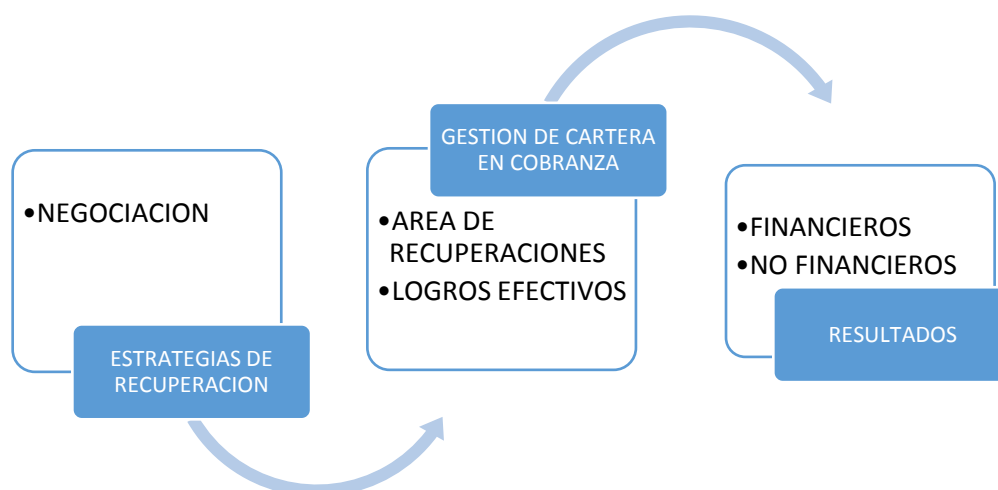 •NEGOCIACION
ESTRATEGIAS DE
RECUPERACION
GESTION DE CARTERA
EN COBRANZA
•AREA DE
RECUPERACIONES
•LOGROS EFECTIVOS
•FINANCIEROS
•NO FINANCIEROS
RESULTADOS